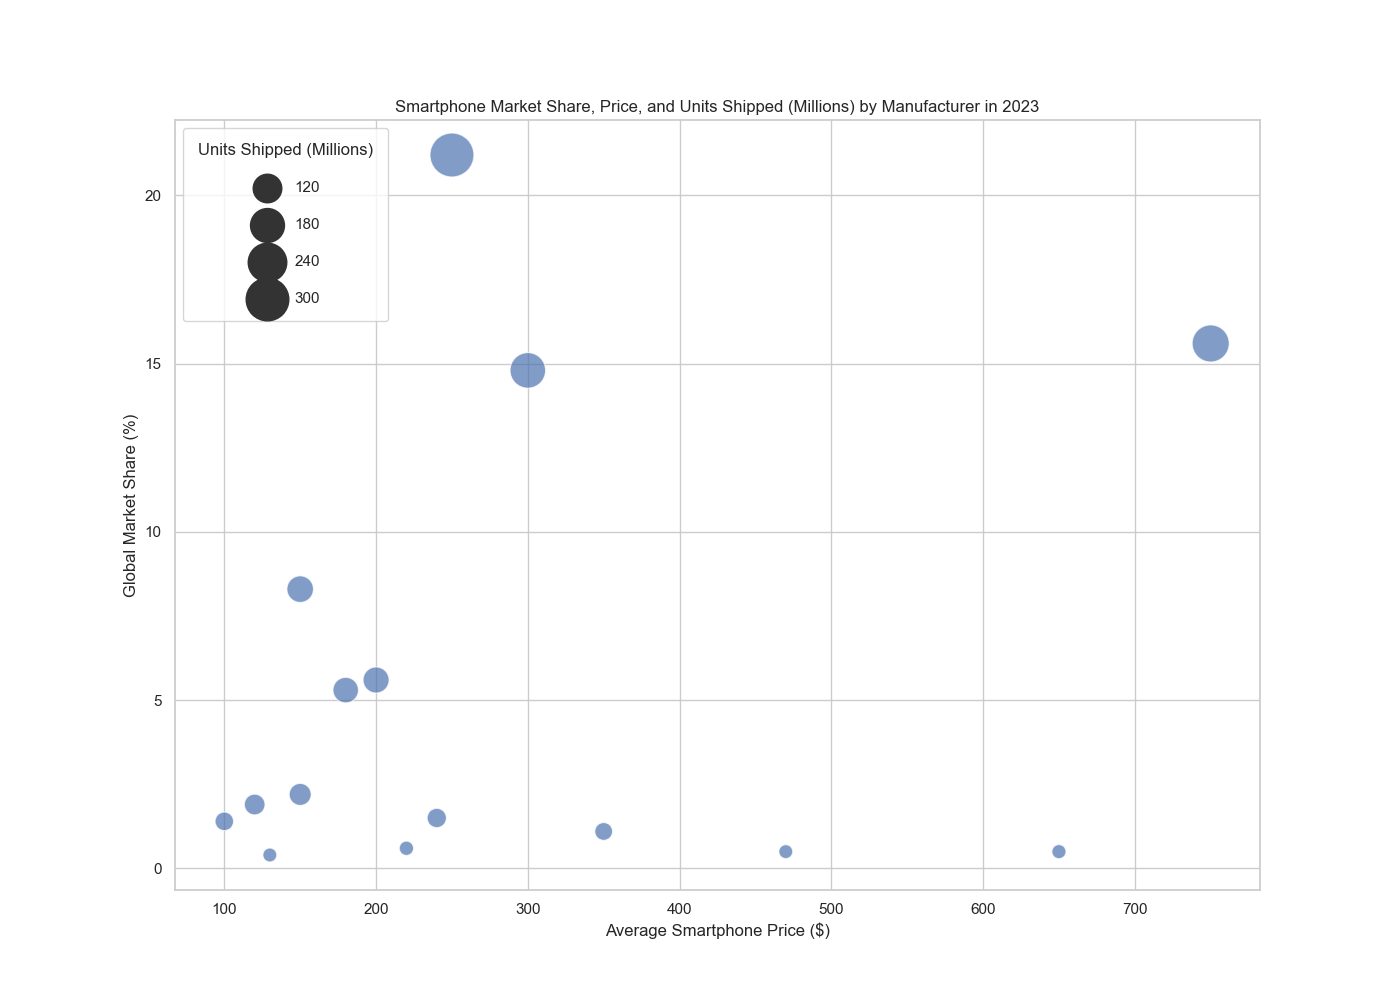 Smartphone Market Share, Price, and Units Shipped (Millions) by Manufacturer in 2023
Units Shipped (Millions)
120
180
240
300
Global Market Share (%)
20
15
10
5
0
100 200 300 400 500 600 700
Average Smartphone Price ($)